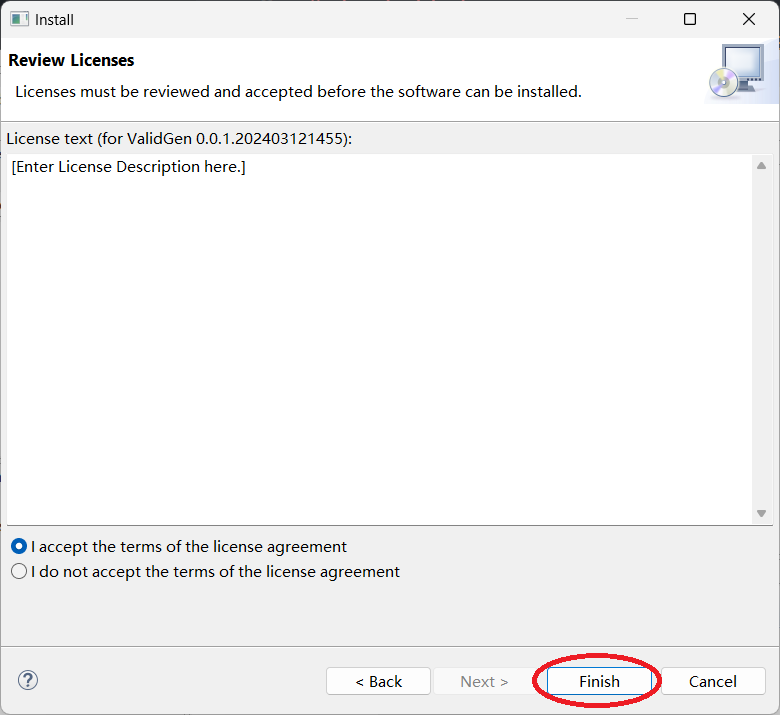 Install
Review Licenses
Licenses must be reviewed and accepted before the software can be installed.
License text (for ValidGen 0.0.1.202403121455):
[Enter License Description here.]
I accept the terms of the license agreement
I do not accept the terms of the license agreement
?
< Back
Next >
Finish
Cancel